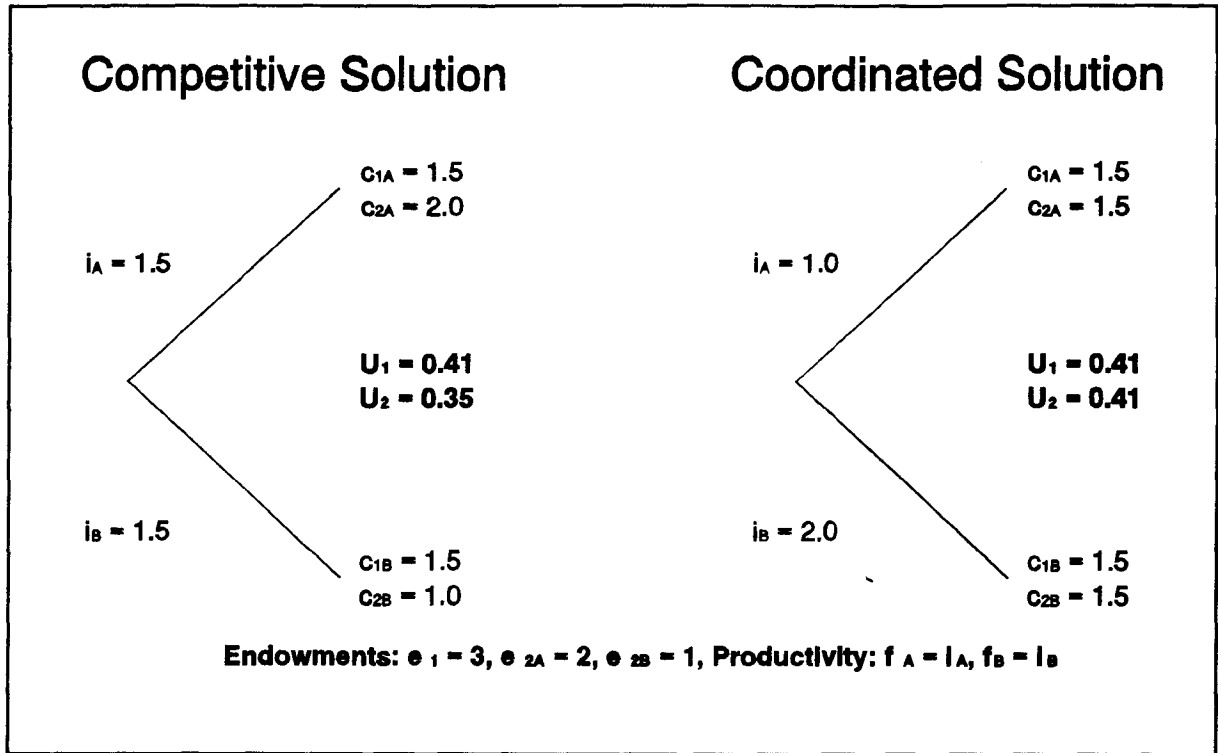 Competitive Solution
C1A = 1.5
C2A = 2.0
iA = 1.5
U1 = 0.41
U2 = 0.35
iB = 1.5
C1B = 1.5
C2B = 1.0
Coordinated Solution
C1A = 1.5
C2A = 1.5
iA = 1.0
U1 = 0.41
U2 = 0.41
iB = 2.0
C1B = 1.5
C2B = 1.5
Endowments: e 1 = 3, e 2A = 2, e 2B = 1, Productivity: f A = i A, f B = i B